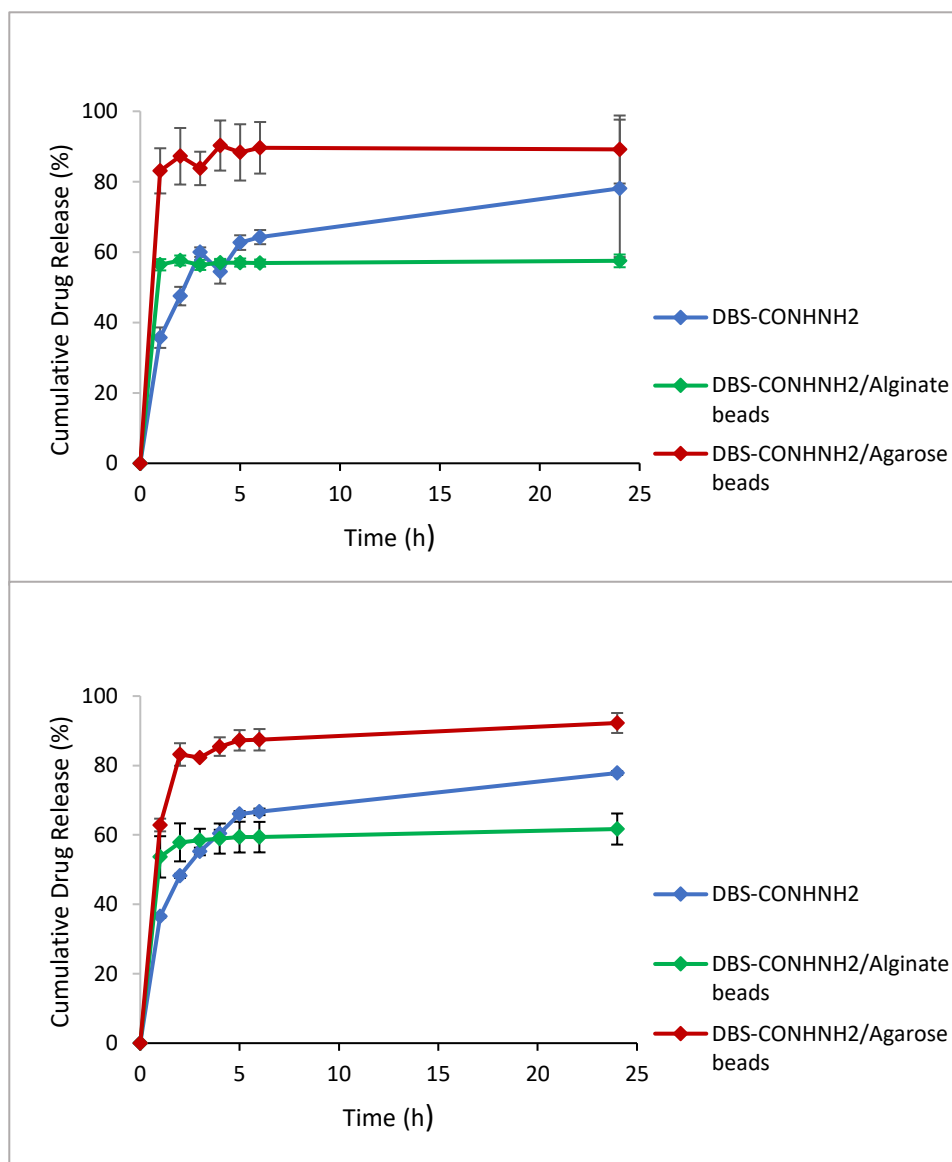 100
80
60
40
20
0
Cumulative Drug Release (%)
0 5 10 15 20 25
Time (h)
DBS-CONHNH2
DBS-CONHNH2/Alginate
beads
DBS-CONHNH2/Agarose
beads
100
80
60
40
20
0
Cumulative Drug Release (%)
0 5 10 15 20 25
Time (h)
DBS-CONHNH2
DBS-CONHNH2/Alginate
beads
DBS-CONHNH2/Agarose
beads